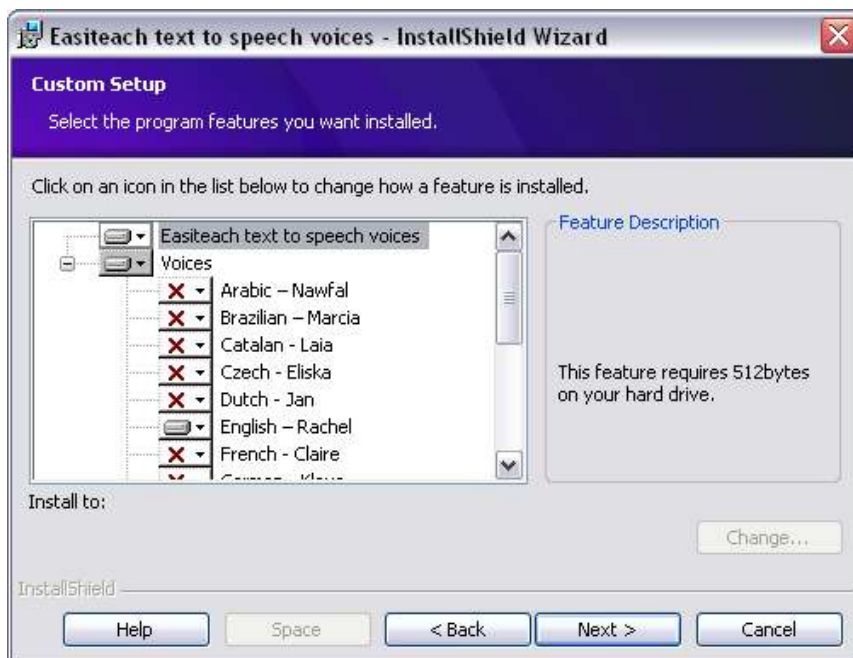 Easiteach text to speech voices - InstallShield Wizard
Custom Setup
Select the program features you want installed.
Click on an icon in the list below to change how a feature is installed.
Easiteach text to speech voices
Voices
Arabic – Nawfal
Brazilian – Marcia
Catalan - Laia
Czech - Eliska
Dutch - Jan
English – Rachel
French - Claire
German - Klaus
Feature Description
This feature requires 512bytes
on your hard drive.
Install to:
Change...
InstallShield
Help
Space
< Back
Next >
Cancel